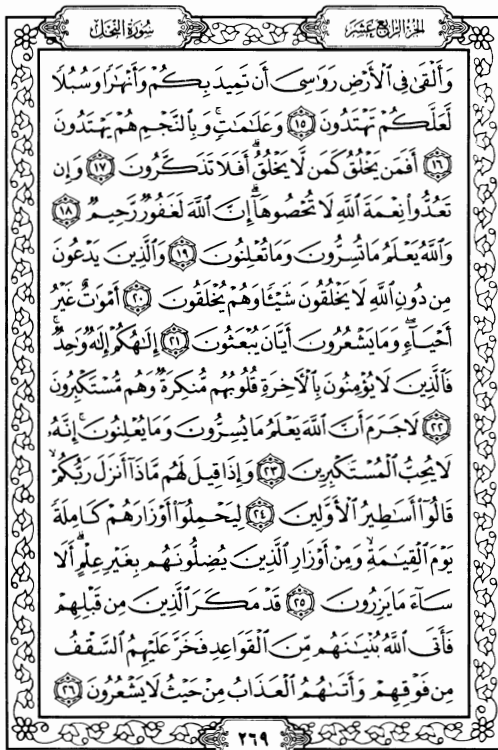 الجزء الرابع عشر
سورة النحل
وَأَلْقَىٰ فِي الْأَرْضِ رَوَاسِيَ أَن تَمِيدَ بِكُمْ وَأَنْهَارًا وَسُبُلًا
لَّعَلَّكُمْ تَهْتَدُونَ ١٥ وَعَلَامَاتٍ ۚ وَبِالنَّجْمِ هُمْ يَهْتَدُونَ
١٦ أَفَمَن يَخْلُقُ كَمَن لَّا يَخْلُقُ ۗ أَفَلَا تَذَكَّرُونَ ١٧ وَإِن
تَعُدُّوا نِعْمَةَ اللَّهِ لَا تُحْصُوهَا ۗ إِنَّ اللَّهَ لَغَفُورٌ رَّحِيمٌ ١٨
وَاللَّهُ يَعْلَمُ مَا تُسِرُّونَ وَمَا تُعْلِنُونَ ١٩ وَالَّذِينَ يَدْعُونَ
مِن دُونِ اللَّهِ لَا يَخْلُقُونَ شَيْئًا وَهُمْ يُخْلَقُونَ ٢٠ أَمْوَاتٌ غَيْرُ
أَحْيَاءٍ ۖ وَمَا يَشْعُرُونَ أَيَّانَ يُبْعَثُونَ ٢١ إِلَٰهُكُمْ إِلَٰهٌ وَاحِدٌ ۚ
فَالَّذِينَ لَا يُؤْمِنُونَ بِالْآخِرَةِ قُلُوبُهُم مُّنكِرَةٌ وَهُم مُّسْتَكْبِرُونَ
٢٢ لَا جَرَمَ أَنَّ اللَّهَ يَعْلَمُ مَا يُسِرُّونَ وَمَا يُعْلِنُونَ ۚ إِنَّهُ
لَا يُحِبُّ الْمُسْتَكْبِرِينَ ٢٣ وَإِذَا قِيلَ لَهُم مَّاذَا أَنزَلَ رَبُّكُمْ ۙ
قَالُوا أَسَاطِيرُ الْأَوَّلِينَ ٢٤ لِيَحْمِلُوا أَوْزَارَهُمْ كَامِلَةً
يَوْمَ الْقِيَامَةِ ۙ وَمِنْ أَوْزَارِ الَّذِينَ يُضِلُّونَهُم بِغَيْرِ عِلْمٍ ۗ أَلَا
سَاءَ مَا يَزِرُونَ ٢٥ قَدْ مَكَرَ الَّذِينَ مِن قَبْلِهِمْ
فَأَتَى اللَّهُ بُنْيَانَهُم مِّنَ الْقَوَاعِدِ فَخَرَّ عَلَيْهِمُ السَّقْفُ
مِن فَوْقِهِمْ وَأَتَاهُمُ الْعَذَابُ مِنْ حَيْثُ لَا يَشْعُرُونَ ٢٦
٢٦٩